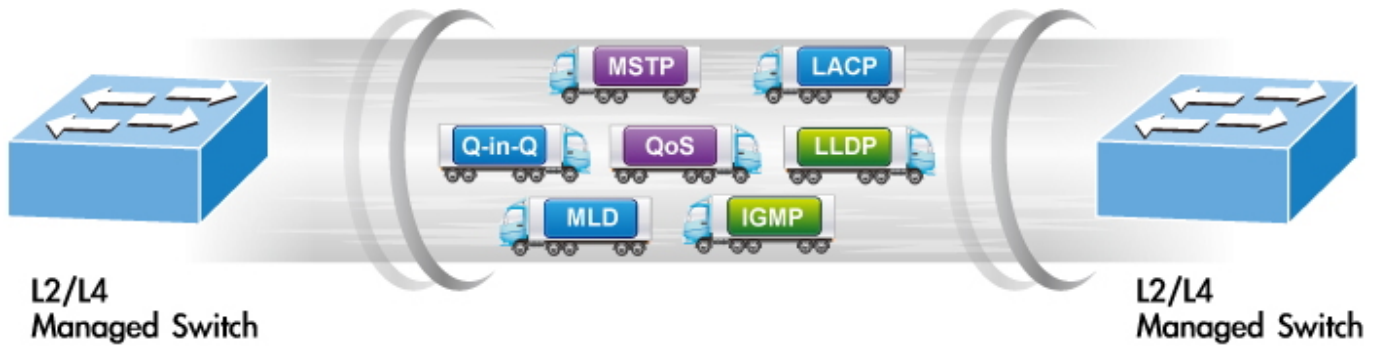 MSTP
LACP
Q-in-Q
QoS
LLDP
MLD
IGMP
L2/L4
Managed Switch
L2/L4
Managed Switch